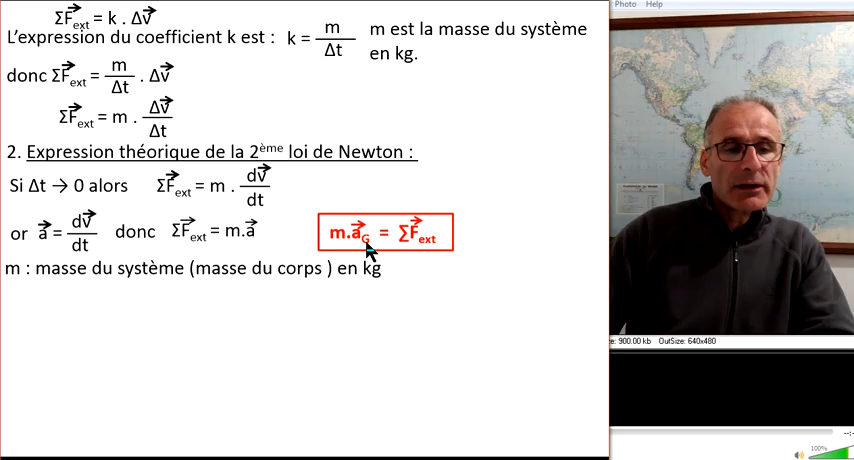 Photo Help
ΣF⃗ext = k . Δv⃗
L'expression du coefficient k est : k = m / Δt m est la masse du système
en kg.
donc ΣF⃗ext = m / Δt . Δv⃗
ΣF⃗ext = m . Δv⃗ / Δt
2. Expression théorique de la 2ème loi de Newton :
Si Δt → 0 alors ΣF⃗ext = m . dv⃗ / dt
or a⃗ = dv⃗ / dt donc ΣF⃗ext = m.a⃗ m.a⃗G = ΣF⃗ext
m : masse du système (masse du corps ) en kg
900.00 kb OutSize: 640x480
100%